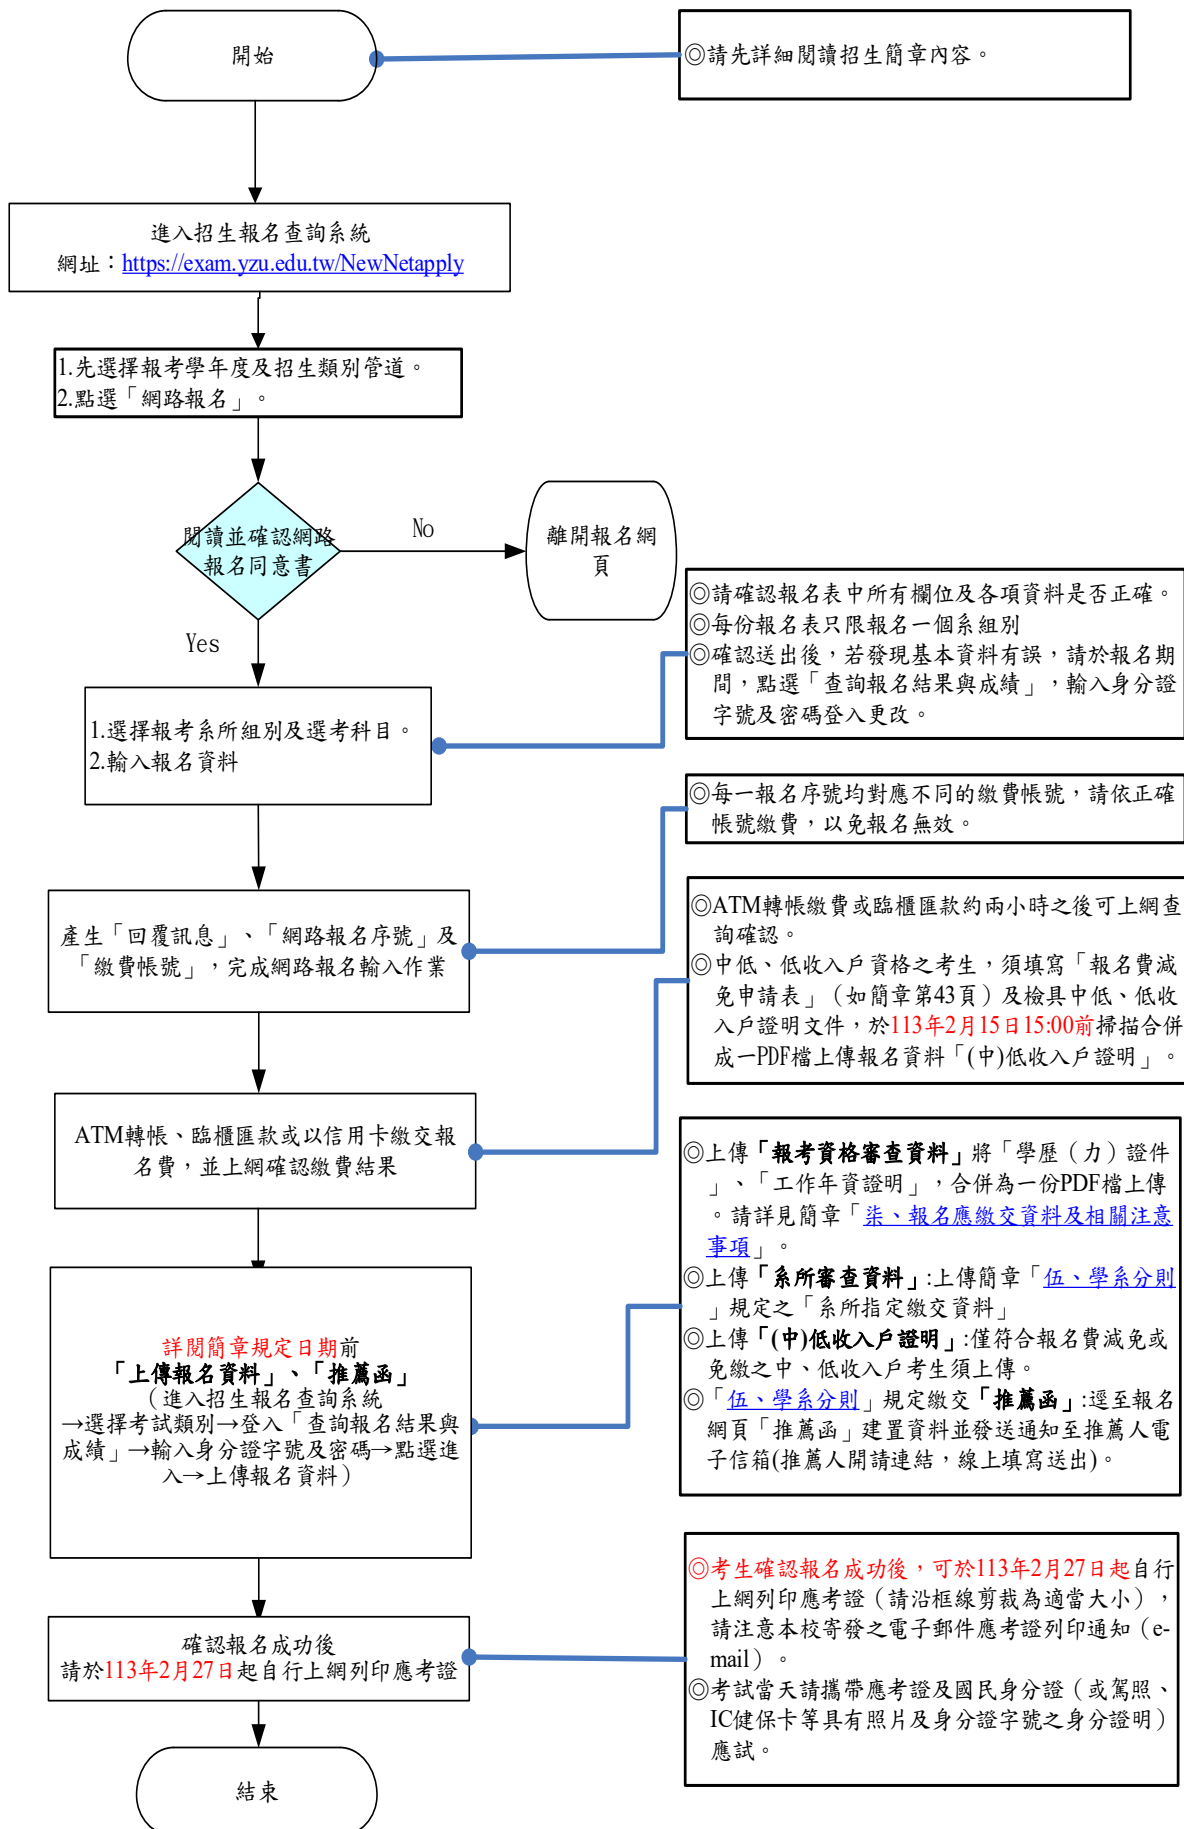 開始
◎請先詳細閱讀招生簡章內容。
進入招生報名查詢系統
網址：https://exam.yzu.edu.tw/NewNetapply
1.先選擇報考學年度及招生類別管道。
2.點選「網路報名」。
閱讀並確認網路
報名同意書
No
離開報名網
頁
Yes
◎請確認報名表中所有欄位及各項資料是否正確。
◎每份報名表只限報名一個系組別
◎確認送出後，若發現基本資料有誤，請於報名期
間，點選「查詢報名結果與成績」，輸入身分證
字號及密碼登入更改。
1.選擇報考系所組別及選考科目。
2.輸入報名資料
◎每一報名序號均對應不同的繳費帳號，請依正確
帳號繳費，以免報名無效。
產生「回覆訊息」、「網路報名序號」及
「繳費帳號」，完成網路報名輸入作業
◎ATM轉帳繳費或臨櫃匯款約兩小時之後可上網查
詢確認。
◎中低、低收入戶資格之考生，須填寫「報名費減
免申請表」（如簡章第43頁）及檢具中低、低收
入戶證明文件，於113年2月15日15:00前掃描合併
成一PDF檔上傳報名資料「(中)低收入戶證明」。
ATM轉帳、臨櫃匯款或以信用卡繳交報
名費，並上網確認繳費結果
◎上傳「報考資格審查資料」將「學歷（力）證件
」、「工作年資證明」，合併為一份PDF檔上傳
。請詳見簡章「柒、報名應繳交資料及相關注意
事項」。
◎上傳「系所審查資料」:上傳簡章「伍、學系分則
」規定之「系所指定繳交資料」
◎上傳「(中)低收入戶證明」:僅符合報名費減免或
免繳之中、低收入戶考生須上傳。
◎「伍、學系分則」規定繳交「推薦函」:逕至報名
網頁「推薦函」建置資料並發送通知至推薦人電
子信箱(推薦人開請連結，線上填寫送出)。
詳閱簡章規定日期前
「上傳報名資料」、「推薦函」
（進入招生報名查詢系統
→選擇考試類別→登入「查詢報名結果與
成績」→輸入身分證字號及密碼→點選進
入→上傳報名資料）
◎考生確認報名成功後，可於113年2月27日起自行
上網列印應考證（請沿框線剪裁為適當大小），
請注意本校寄發之電子郵件應考證列印通知（e-
mail）。
◎考試當天請攜帶應考證及國民身分證（或駕照、
IC健保卡等具有照片及身分證字號之身分證明）
應試。
確認報名成功後
請於113年2月27日起自行上網列印應考證
結束